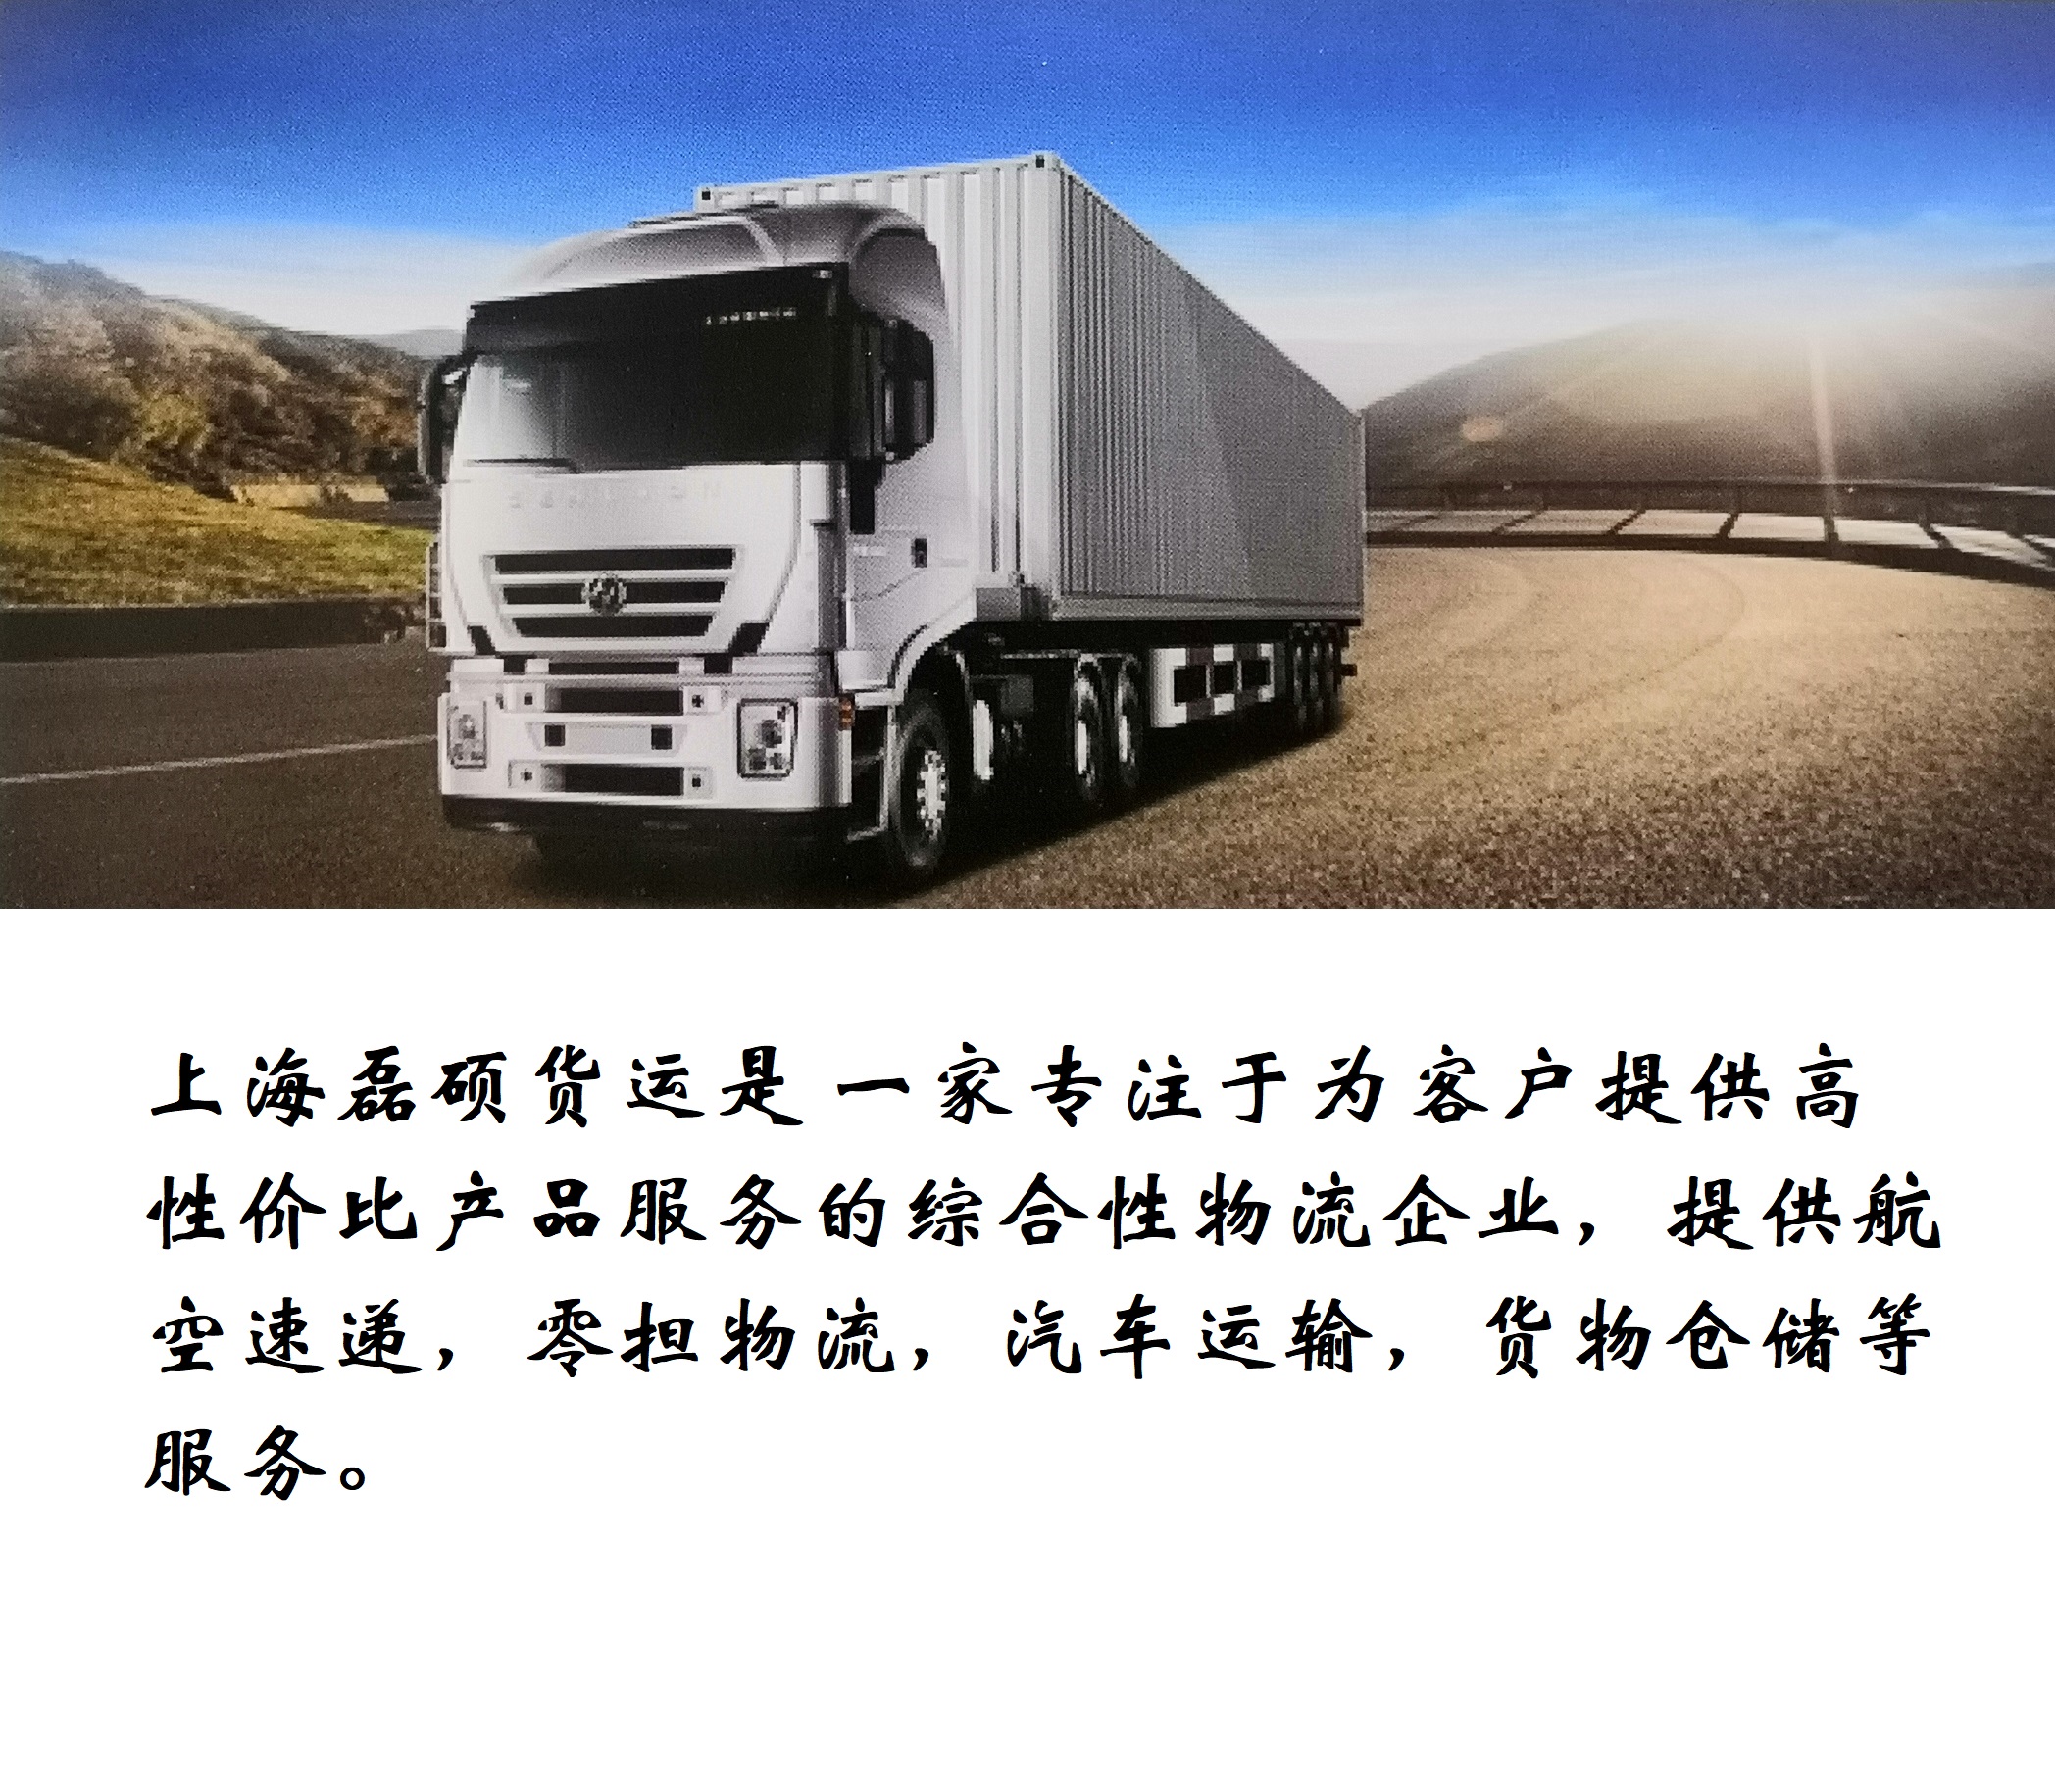 上海磊硕货运是一家专注于为客户提供高
性价比产品服务的综合性物流企业，提供航
空速递，零担物流，汽车运输，货物仓储等
服务。